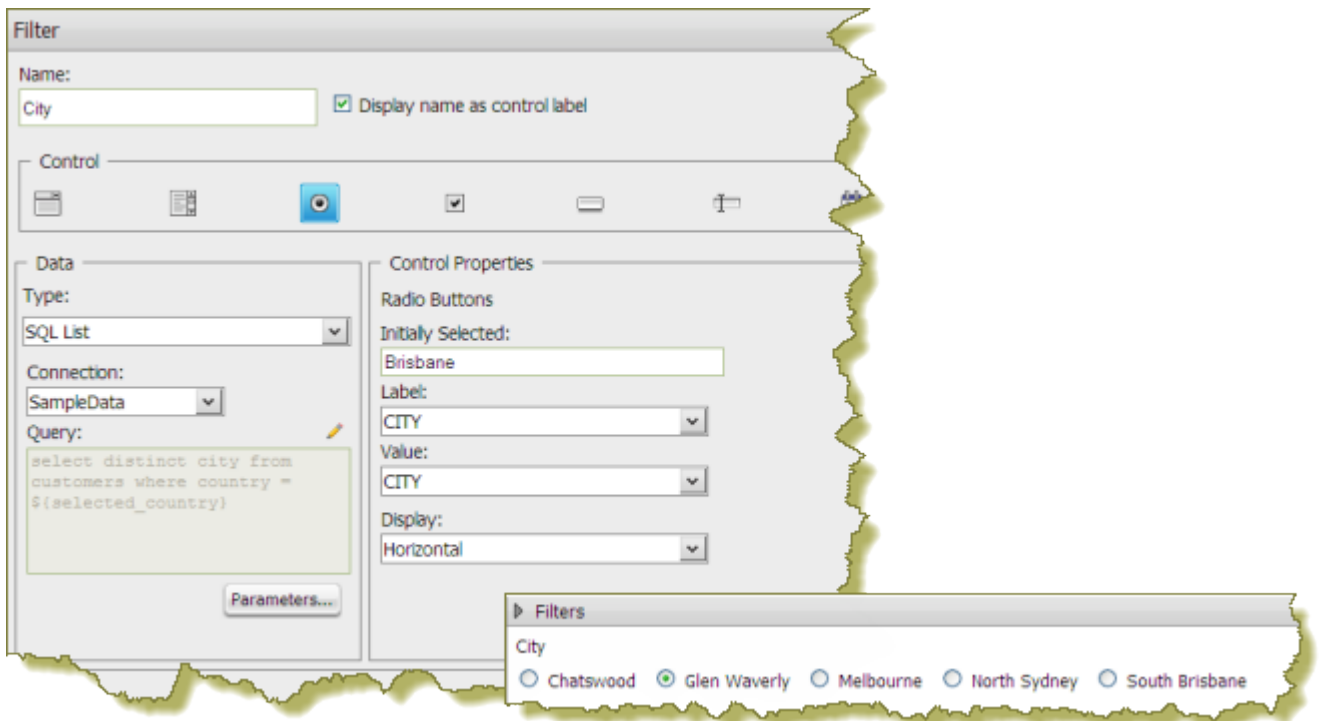 Filter
Name:
City
Display name as control label
Control
Data
Type:
SQL List
Connection:
SampleData
Query:
select distinct city from
customers where country =
${selected_country}
Parameters...
Control Properties
Radio Buttons
Initially Selected:
Brisbane
Label:
CITY
Value:
CITY
Display:
Horizontal
Filters
City
Chatswood Glen Waverly Melbourne North Sydney South Brisbane